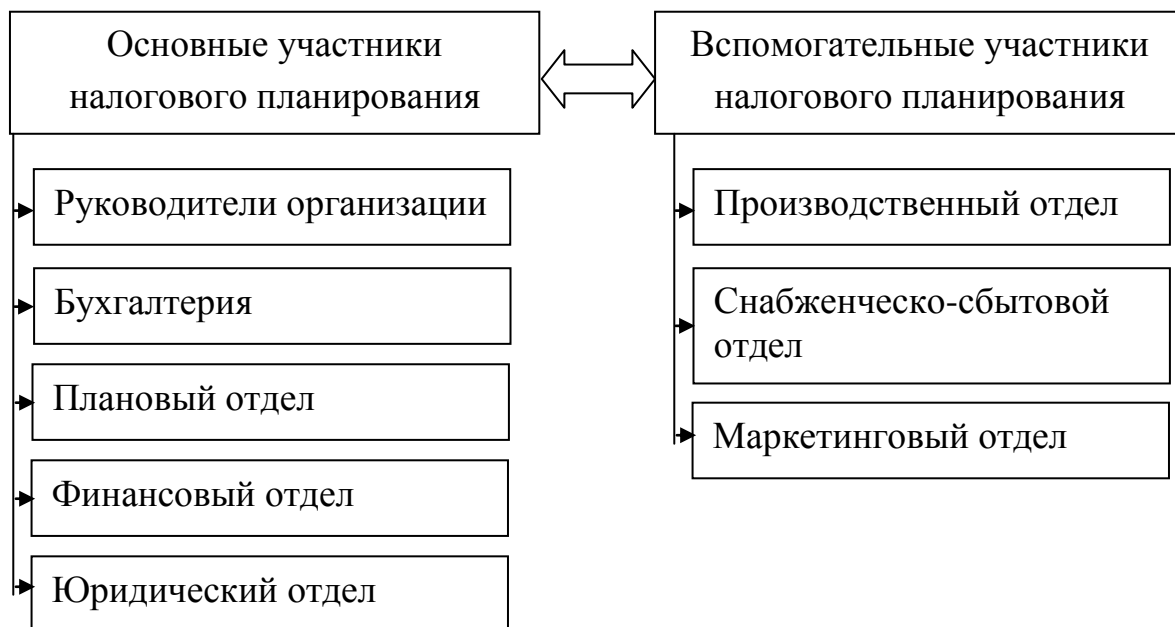 Основные участники
налогового планирования
Руководители организации
Бухгалтерия
Плановый отдел
Финансовый отдел
Юридический отдел
Вспомогательные участники
налогового планирования
Производственный отдел
Снабженческо-сбытовой
отдел
Маркетинговый отдел